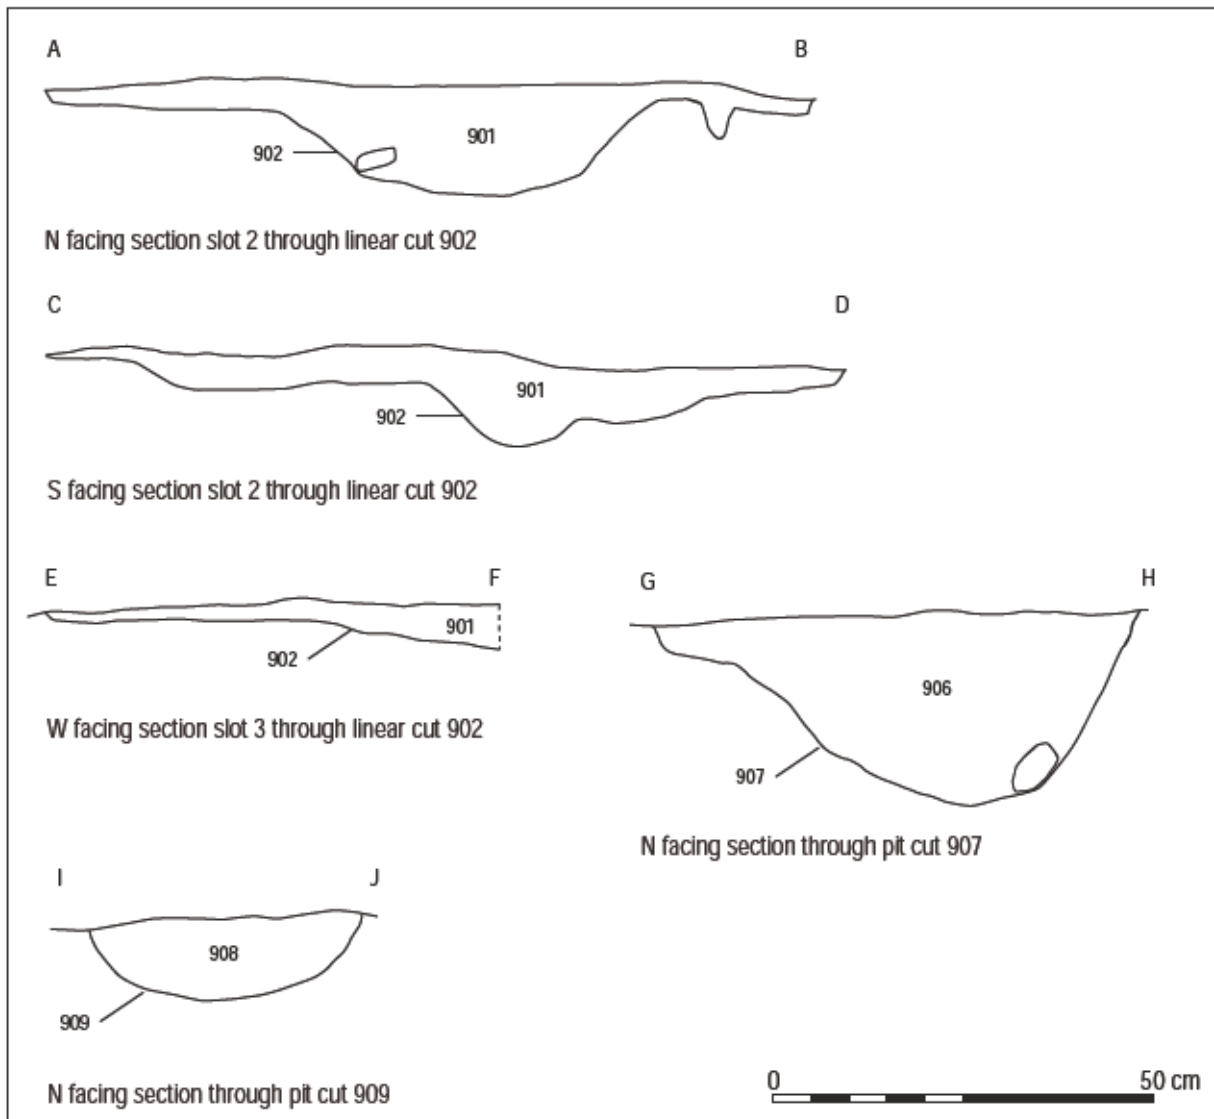 A B
901
902
N facing section slot 2 through linear cut 902
C D
901
902
S facing section slot 2 through linear cut 902
E F
901
902
W facing section slot 3 through linear cut 902
G H
906
907
N facing section through pit cut 907
I J
908
909
N facing section through pit cut 909
0 50 cm